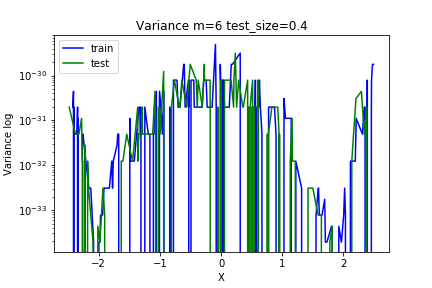 Variance m=6 test_size=0.4
train
test
Variance log
10⁻³⁰
10⁻³¹
10⁻³²
10⁻³³
−2 −1 0 1 2
X